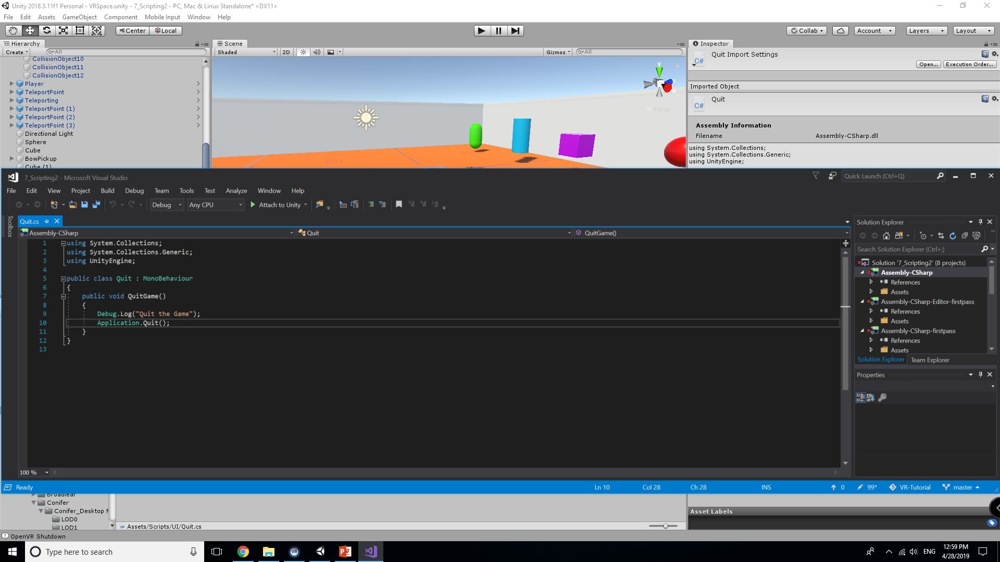 Unity 2018.3.11f1 Personal - VRSpace.unity - 7_Scripting2 - PC, Mac & Linux Standalone* <DX11>
File Edit Assets GameObject Component Mobile Input Window Help
Center Local Collab Account Layers Layout
Hierarchy Scene Inspector
Create All Shaded 2D Gizmos All
Quit Import Settings
Open... Execution Order...
CollisionObject10
CollisionObject11
CollisionObject12
Player
TeleportPoint
Teleporting
TeleportPoint (1)
TeleportPoint (2)
TeleportPoint (3)
Directional Light
Sphere
Cube
BowPickup
Cube (1)
y
z
x
Persp
C#
Imported Object
Quit
C#
Assembly Information
Filename Assembly-CSharp.dll
using System.Collections;
using System.Collections.Generic;
using UnityEngine;
7_Scripting2 - Microsoft Visual Studio
Quick Launch (Ctrl+Q)
File Edit View Project Build Debug Team Tools Test Analyze Window Help
Debug Any CPU Attach to Unity
Toolbox
Quit.cs
Assembly-CSharp Quit QuitGame()
1 using System.Collections;
2 using System.Collections.Generic;
3 using UnityEngine;
4
5 public class Quit : MonoBehaviour
6 {
7 public void QuitGame()
8 {
9 Debug.Log("Quit the Game");
10 Application.Quit();
11 }
12 }
13
100 %
Solution Explorer
Search Solution Explorer (Ctrl+;)
Solution '7_Scripting2' (8 projects)
Assembly-CSharp
References
Assets
Assembly-CSharp-Editor-firstpass
References
Assets
Assembly-CSharp-firstpass
References
Assets
Solution Explorer Team Explorer
Properties
Ready Ln 10 Col 28 Ch 28 INS 0 99* VR-Tutorial master
Broadleaf
Conifer
Conifer_Desktop
LOD0
LOD1
Assets/Scripts/UI/Quit.cs
Asset Labels
OpenVR Shutdown
Type here to search
VR
ENG
12:59 PM
4/28/2019